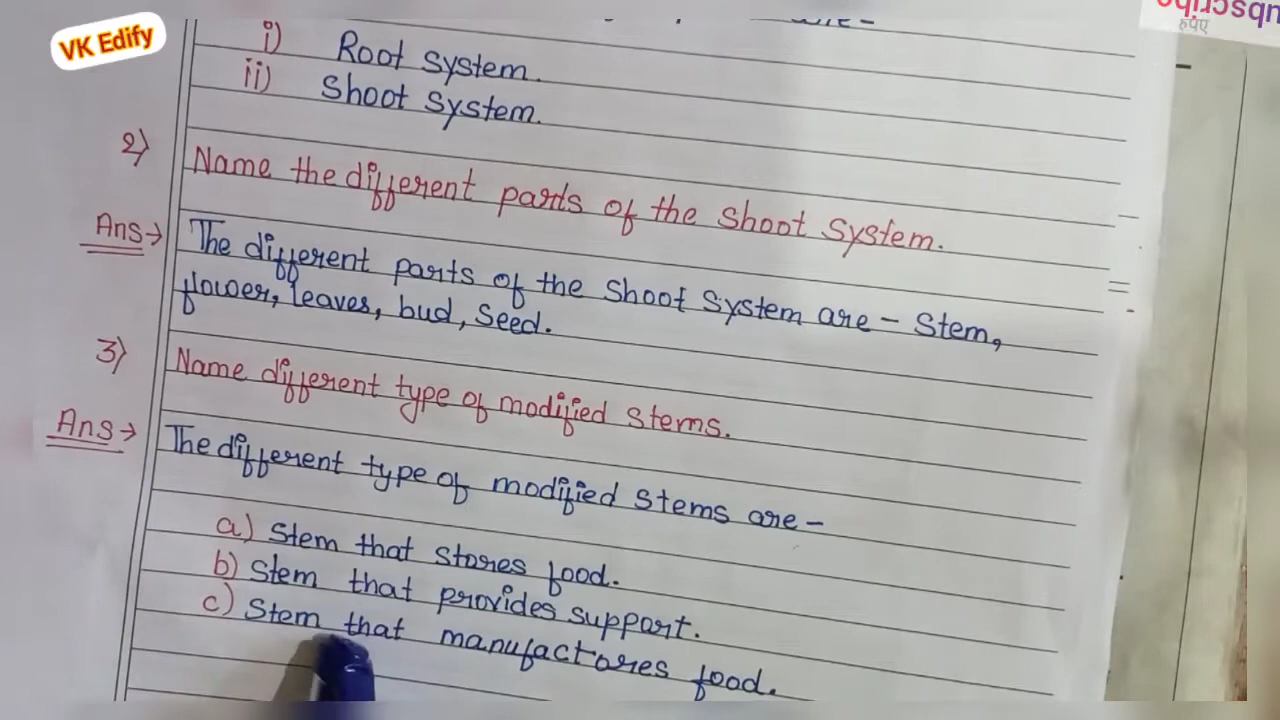 VK Edify
are-
ubscribe
रुपए
i) Root System.
ii) Shoot System.
2) Name the different parts of the Shoot System.
Ans→ The different parts of the Shoot System are - Stem,
flower, leaves, bud, Seed.
3) Name different type of modified Stems.
Ans→ The different type of modified Stems are -
a) Stem that stores food.
b) Stem that provides support.
c) Stem that manufactores food.